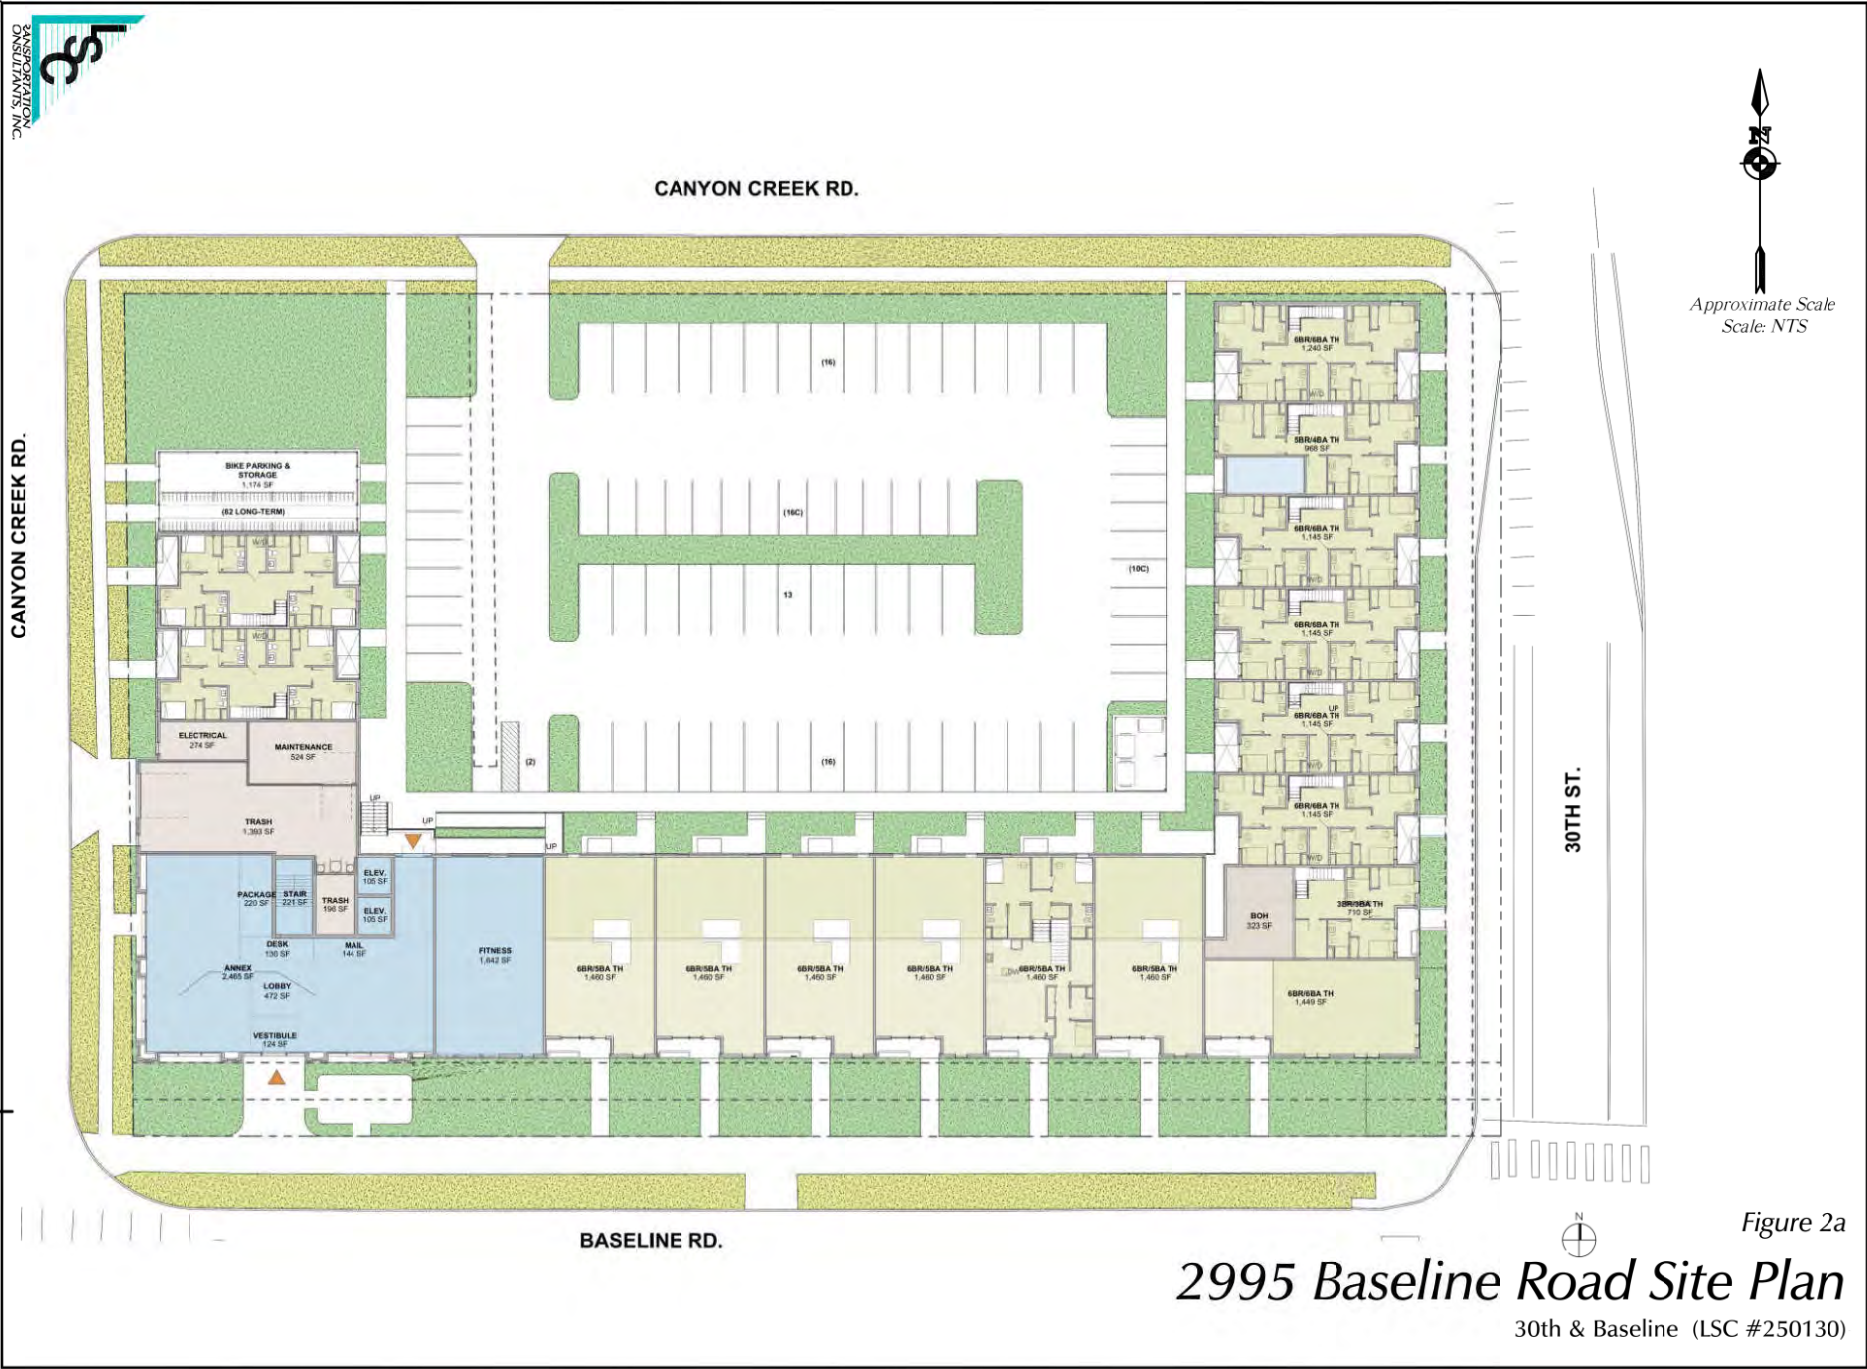 LSC
TRANSPORTATION
CONSULTANTS, INC.
CANYON CREEK RD.
N
Approximate Scale
Scale: NTS
CANYON CREEK RD.
(16)
6BR/6BA TH
1,240 SF
W/D
5BR/4BA TH
968 SF
BIKE PARKING &
STORAGE
1,174 SF
(62 LONG-TERM)
(16C)
6BR/6BA TH
1,145 SF
W/D
W/D
(10C)
13
6BR/6BA TH
1,145 SF
W/D
W/D
UP
6BR/6BA TH
1,145 SF
W/D
ELECTRICAL
274 SF
MAINTENANCE
524 SF
(2)
(16)
6BR/6BA TH
1,145 SF
W/D
30TH ST.
UP
TRASH
1,393 SF
UP
UP
ELEV.
105 SF
PACKAGE
220 SF
STAIR
221 SF
TRASH
196 SF
ELEV.
105 SF
3BR/3BA TH
710 SF
BOH
323 SF
DESK
130 SF
MAIL
144 SF
FITNESS
1,642 SF
ANNEX
2,465 SF
LOBBY
472 SF
6BR/5BA TH
1,460 SF
6BR/5BA TH
1,460 SF
6BR/5BA TH
1,460 SF
6BR/5BA TH
1,460 SF
6BR/5BA TH
1,460 SF
6BR/5BA TH
1,460 SF
6BR/6BA TH
1,449 SF
VESTIBULE
124 SF
BASELINE RD.
N
Figure 2a
2995 Baseline Road Site Plan
30th & Baseline (LSC #250130)